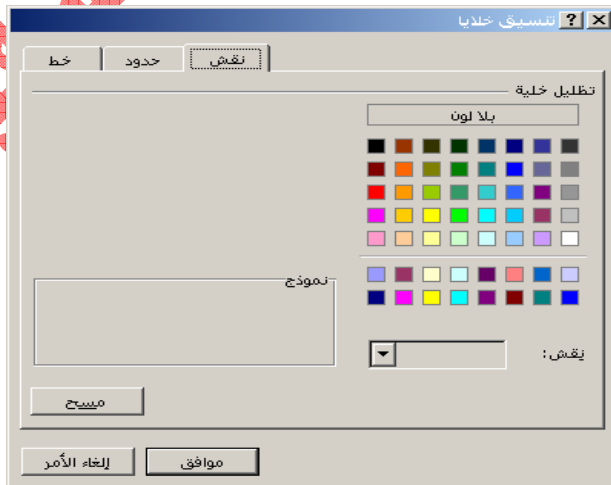 تنسيق خلايا
خط
حدود
نقش
تظليل خلية
بلا لون
نموذج
نقش:
مسح
موافق
إلغاء الأمر